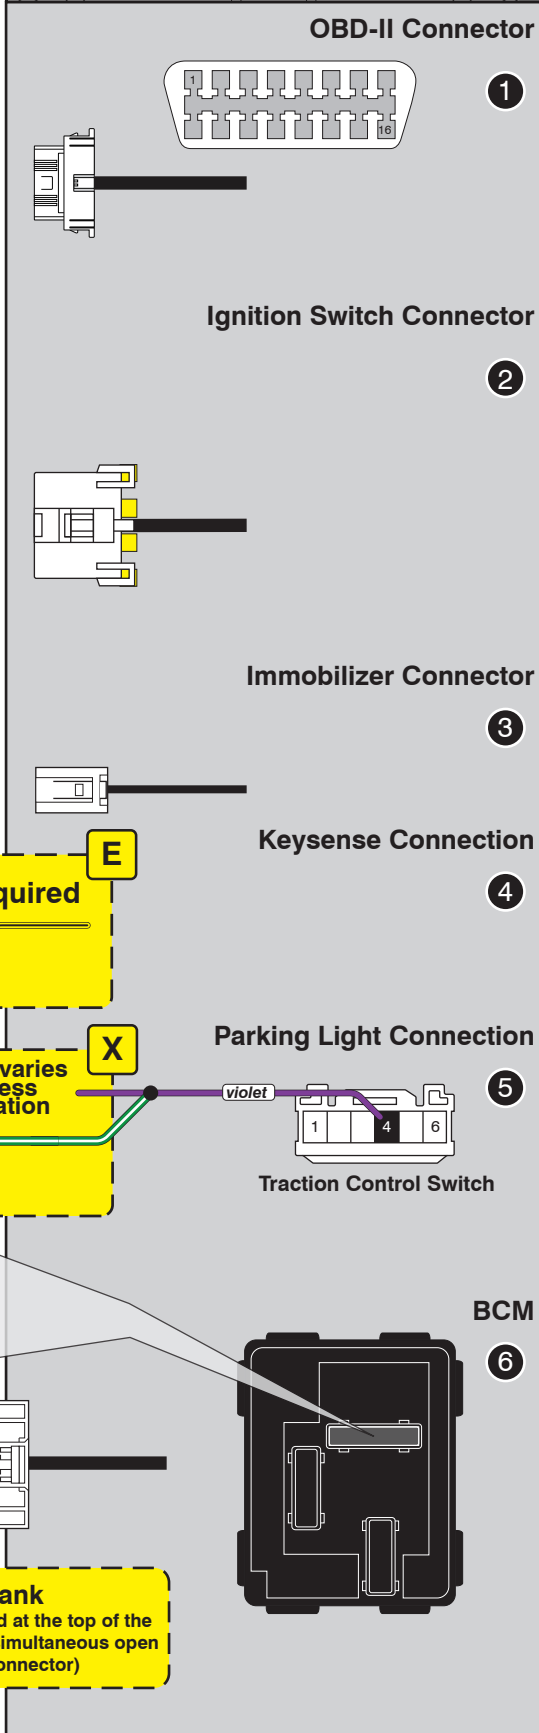 OBD-II Connector
1
1
16
Ignition Switch Connector
2
Immobilizer Connector
3
E
Keysense Connection
quired
4
X
Parking Light Connection
varies
ess
ation
violet
5
1
4
6
Traction Control Switch
BCM
6
ank
d at the top of the
imultaneous open
onnector)